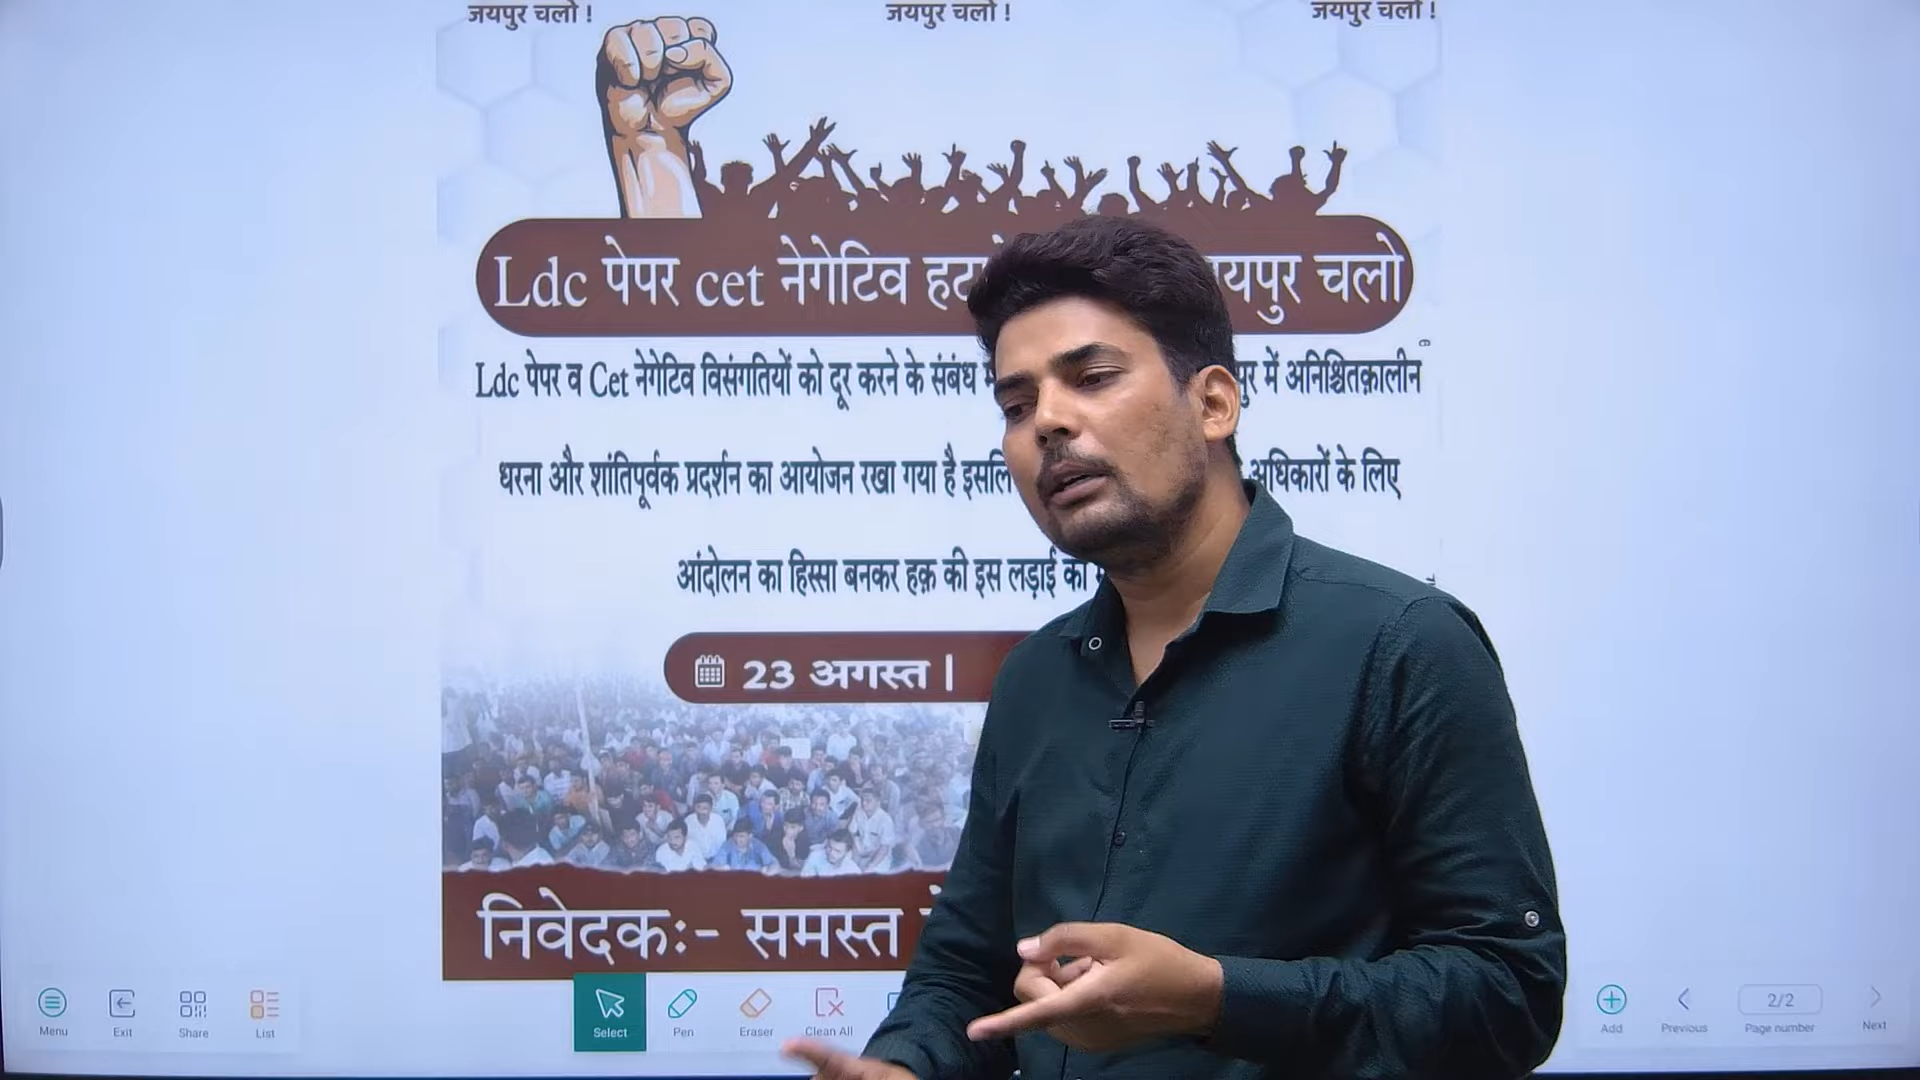 जयपुर चलो ! जयपुर चलो ! जयपुर चलो !
Ldc पेपर cet नेगेटिव चलो
Ldc पेपर व Cet नेगेटिव विसंगतियों को दूर करने के संबंध में अनिश्चितक़ालीन
धरना और शांतिपूर्वक प्रदर्शन का आयोजन रखा गया है अधिकारों के लिए
आंदोलन का हिस्सा बनकर हक़ की इस लड़ाई
23 अगस्त |
निवेदकः- समस्त
Menu Exit Share List Select Pen Eraser Clean All Add Previous 2/2 Page number Next